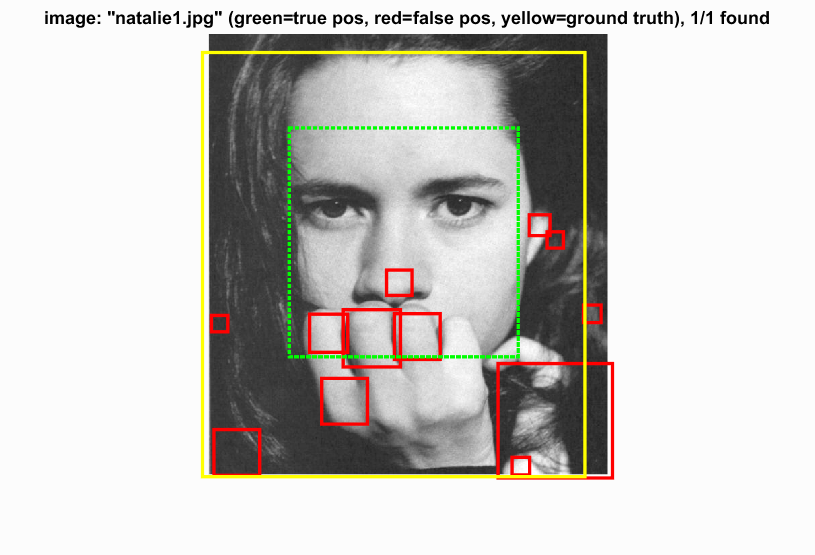 image: "natalie1.jpg" (green=true pos, red=false pos, yellow=ground truth), 1/1 found